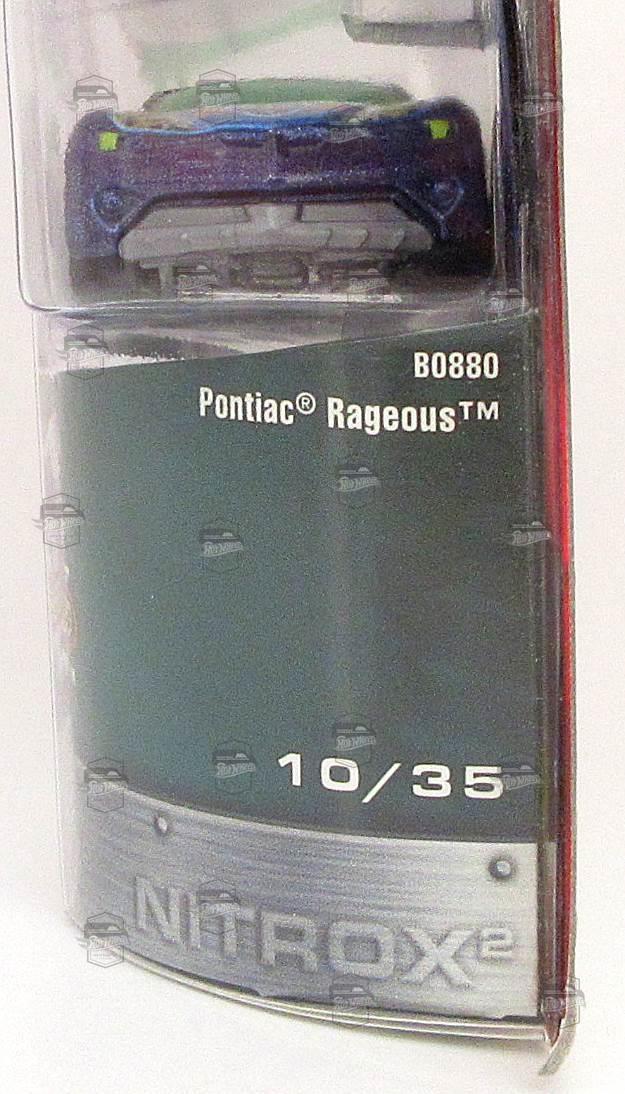 B0880
Pontiac® Rageous™
10/35
NITROX²